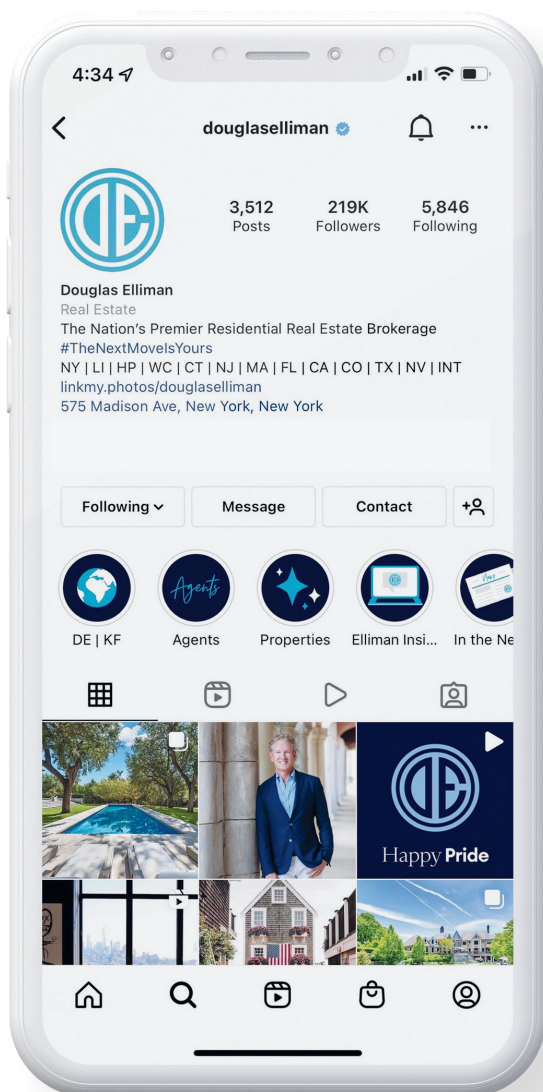 4:34
douglaselliman
3,512 219K 5,846
Posts Followers Following
Douglas Elliman
Real Estate
The Nation's Premier Residential Real Estate Brokerage
#TheNextMoveIsYours
NY | LI | HP | WC | CT | NJ | MA | FL | CA | CO | TX | NV | INT
linkmy.photos/douglaselliman
575 Madison Ave, New York, New York
Following Message Contact
Agents
DE | KF Agents Properties Elliman Insi... In the Ne
DE
DE
Happy Pride